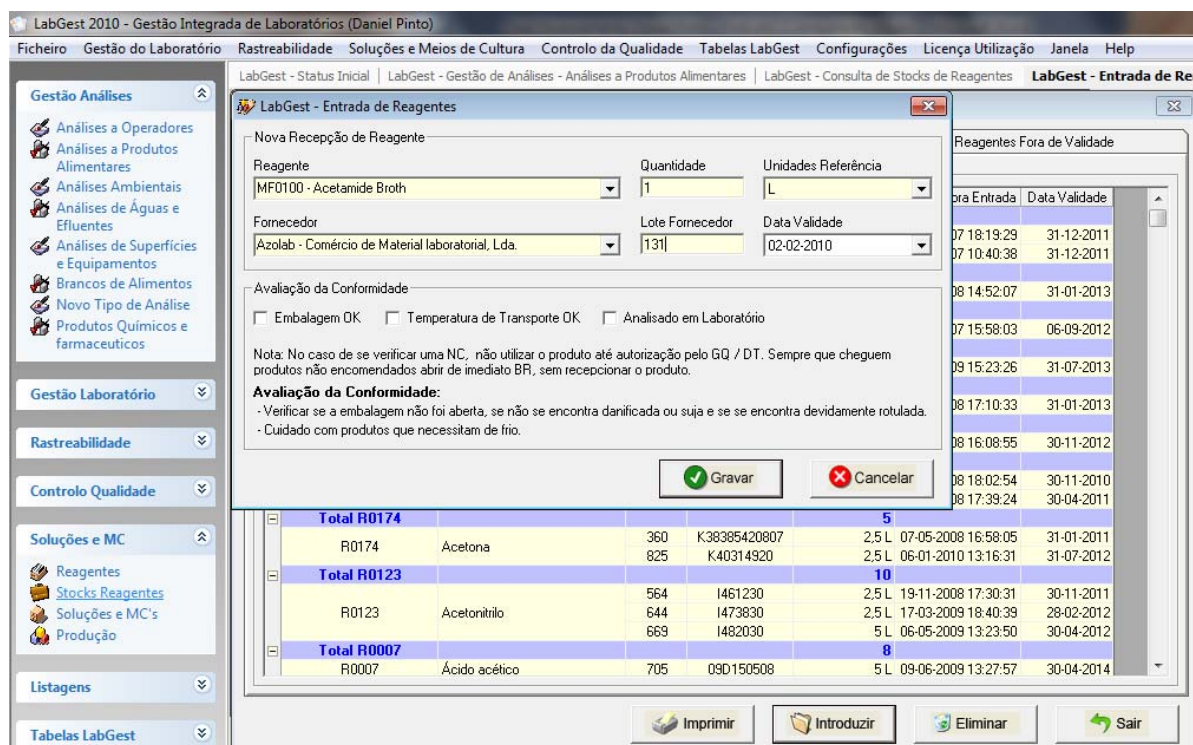 LabGest 2010 - Gestão Integrada de Laboratórios (Daniel Pinto)
Ficheiro Gestão do Laboratório Rastreabilidade Soluções e Meios de Cultura Controlo da Qualidade Tabelas LabGest Configurações Licença Utilização Janela Help
LabGest - Status Inicial | LabGest - Gestão de Análises - Análises a Produtos Alimentares | LabGest - Consulta de Stocks de Reagentes LabGest - Entrada de Re
Gestão Análises
Análises a Operadores
Análises a Produtos
Alimentares
Análises Ambientais
Análises de Águas e
Efluentes
Análises de Superfícies
e Equipamentos
Brancos de Alimentos
Novo Tipo de Análise
Produtos Químicos e
farmaceuticos
Gestão Laboratório
Rastreabilidade
Controlo Qualidade
Soluções e MC
Reagentes
Stocks Reagentes
Soluções e MC's
Produção
Listagens
Tabelas LabGest
LabGest - Entrada de Reagentes
Nova Recepção de Reagente
Reagente Quantidade Unidades Referência
MF0100 - Acetamide Broth 1 L
Fornecedor Lote Fornecedor Data Validade
Azolab - Comércio de Material laboratorial, Lda. 131 02-02-2010
Avaliação da Conformidade
Embalagem OK Temperatura de Transporte OK Analisado em Laboratório
Nota: No caso de se verificar uma NC, não utilizar o produto até autorização pelo GQ / DT. Sempre que cheguem
produtos não encomendados abrir de imediato BR, sem recepcionar o produto.
Avaliação da Conformidade:
- Verificar se a embalagem não foi aberta, se não se encontra danificada ou suja e se se encontra devidamente rotulada.
- Cuidado com produtos que necessitam de frio.
Gravar Cancelar
Reagentes Fora de Validade
ora Entrada Data Validade
07 18:19:29 31-12-2011
07 10:40:38 31-12-2011
08 14:52:07 31-01-2013
07 15:58:03 06-09-2012
09 15:23:26 31-07-2013
08 17:10:33 31-01-2013
08 16:08:55 30-11-2012
08 18:02:54 30-11-2010
08 17:39:24 30-04-2011
Total R0174 5
R0174 Acetona
360 K38385420807 2,5 L 07-05-2008 16:58:05 31-01-2011
825 K40314920 2,5 L 06-01-2010 13:16:31 31-07-2012
Total R0123 10
564 I461230 2,5 L 19-11-2008 17:30:31 30-11-2011
R0123 Acetonitrilo 644 I473830 2,5 L 17-03-2009 18:40:39 28-02-2012
669 I482030 5 L 06-05-2009 13:23:50 30-04-2012
Total R0007 8
R0007 Ácido acético 705 09D150508 5 L 09-06-2009 13:27:57 30-04-2014
Imprimir Introduzir Eliminar Sair